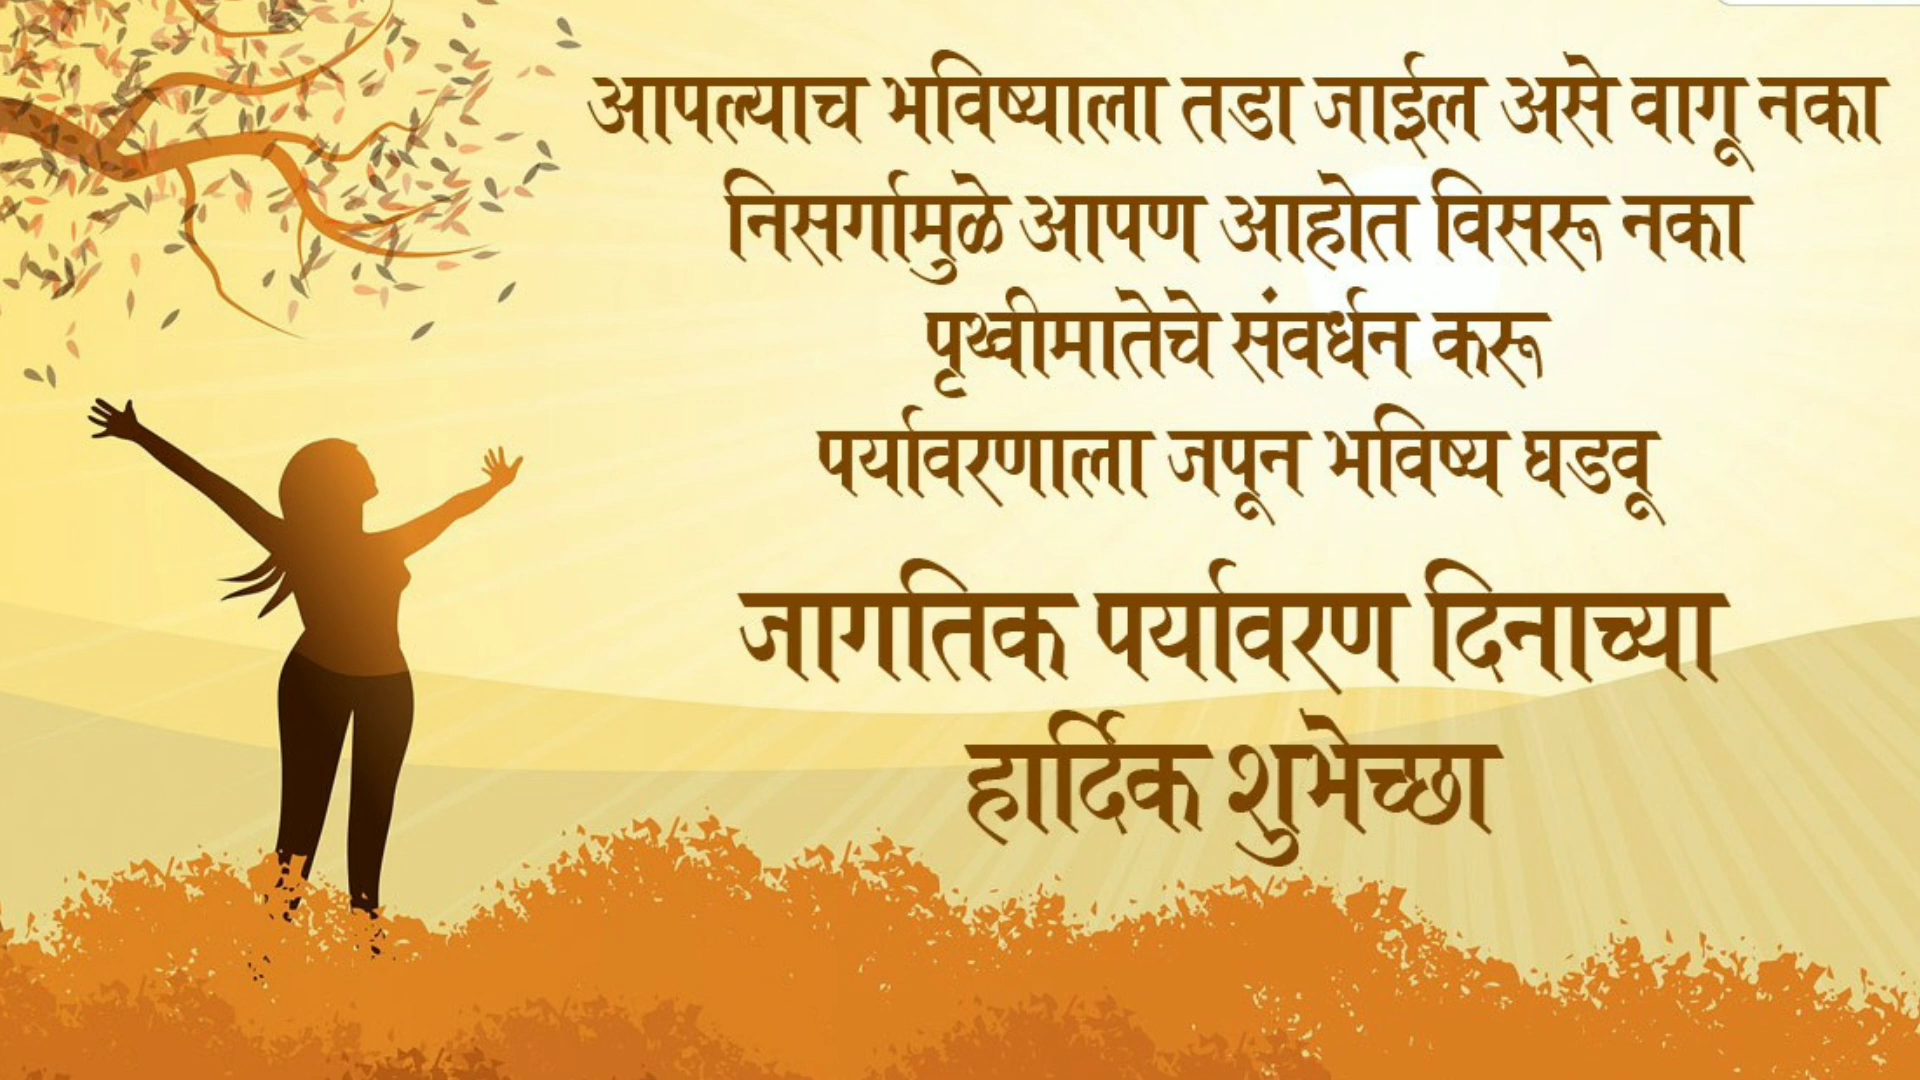 आपल्याच भविष्याला तडा जाईल असे वागू नका
निसर्गामुळे आपण आहोत विसरू नका
पृथ्वीमातेचे संवर्धन करू
पर्यावरणाला जपून भविष्य घडवू
जागतिक पर्यावरण दिनाच्या
हार्दिक शुभेच्छा